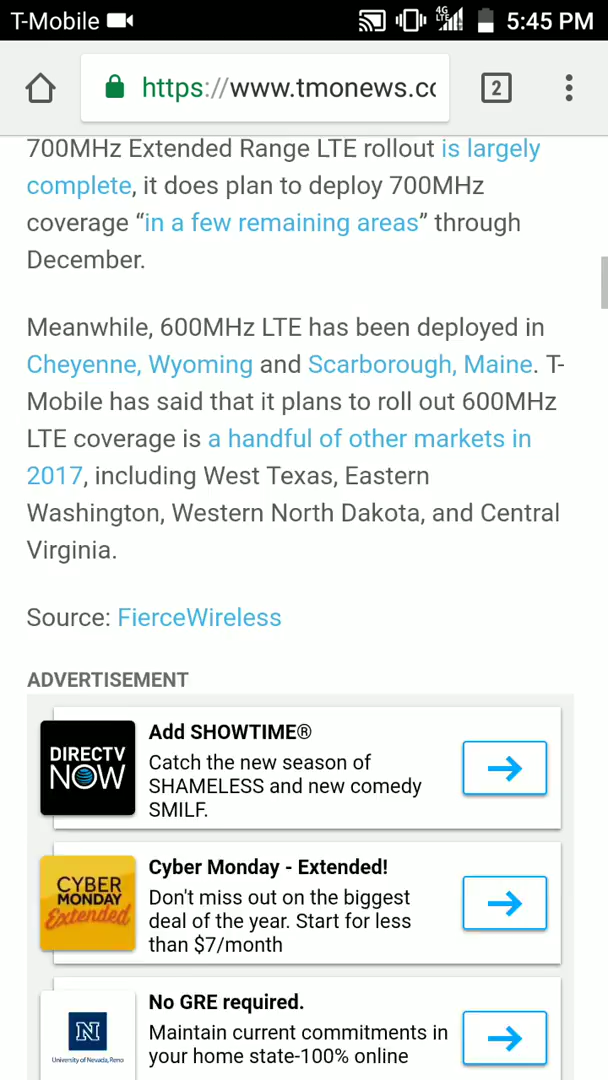 T-Mobile 4G LTE 5:45 PM
https://www.tmonews.co 2
700MHz Extended Range LTE rollout is largely
complete, it does plan to deploy 700MHz
coverage “in a few remaining areas” through
December.
Meanwhile, 600MHz LTE has been deployed in
Cheyenne, Wyoming and Scarborough, Maine. T-
Mobile has said that it plans to roll out 600MHz
LTE coverage is a handful of other markets in
2017, including West Texas, Eastern
Washington, Western North Dakota, and Central
Virginia.
Source: FierceWireless
ADVERTISEMENT
DIRECTV
NOW
Add SHOWTIME®
Catch the new season of
SHAMELESS and new comedy
SMILF.
CYBER
MONDAY
Extended
Cyber Monday - Extended!
Don't miss out on the biggest
deal of the year. Start for less
than $7/month
N
University of Nevada, Reno
No GRE required.
Maintain current commitments in
your home state-100% online